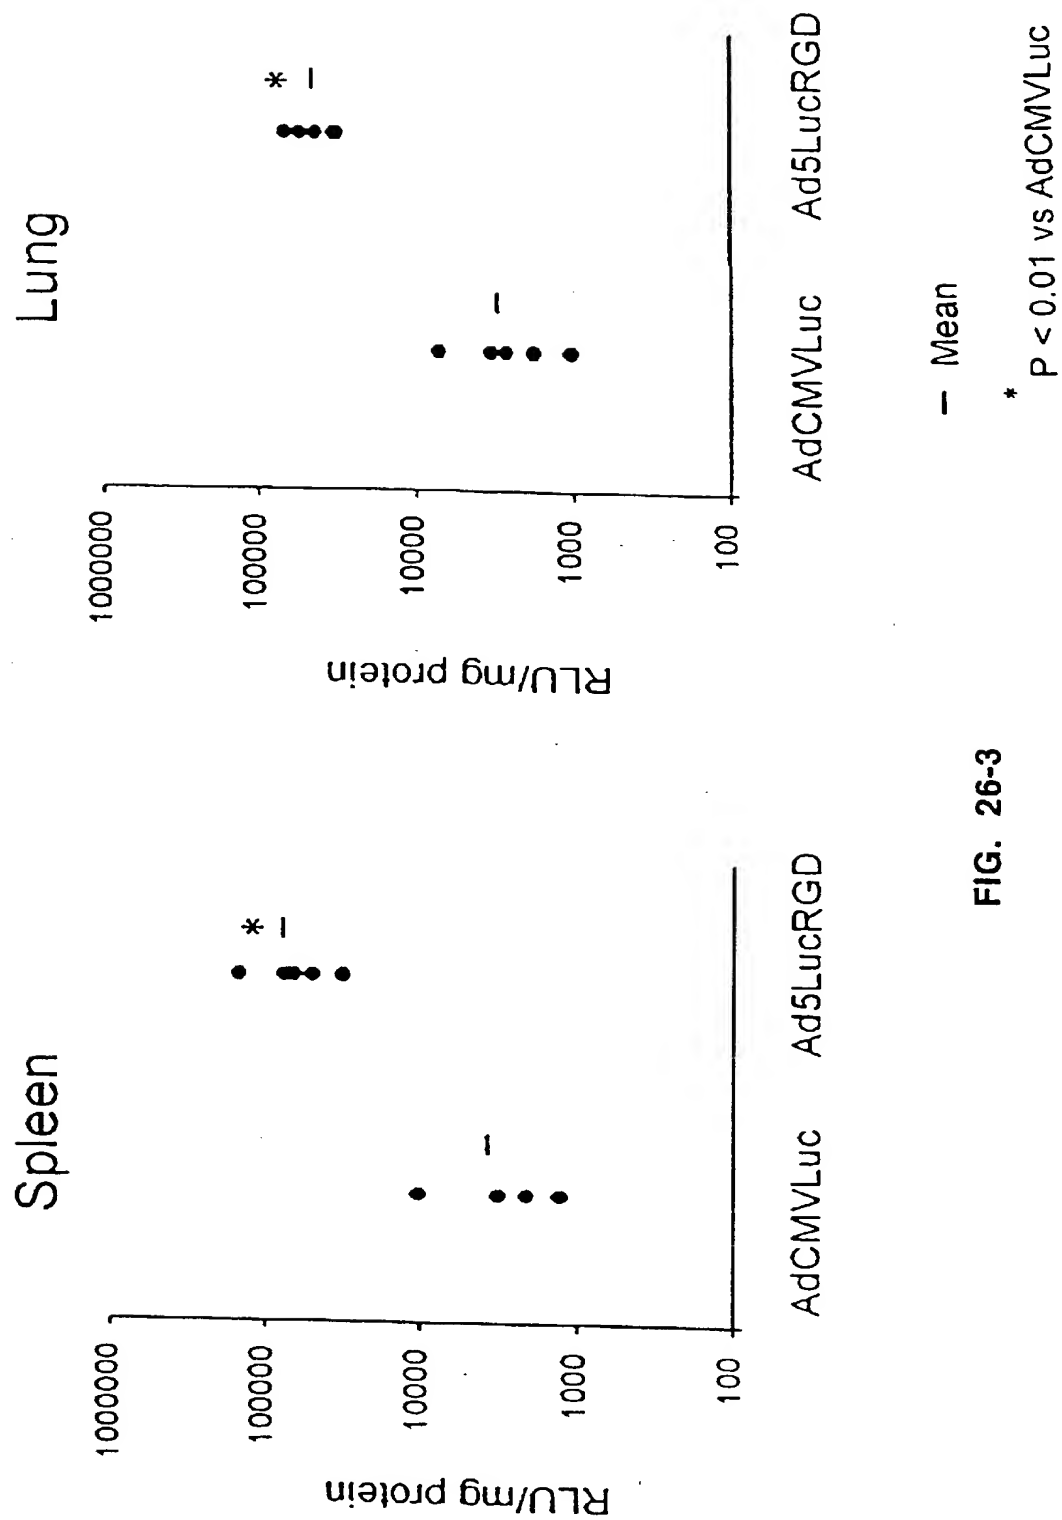 Spleen
1000000
100000
10000
1000
100
RLU/mg protein
AdCMVLuc
Ad5LucRGD
*
Lung
1000000
100000
10000
1000
100
RLU/mg protein
AdCMVLuc
Ad5LucRGD
*
– Mean
* P < 0.01 vs AdCMVLuc
FIG. 26-3